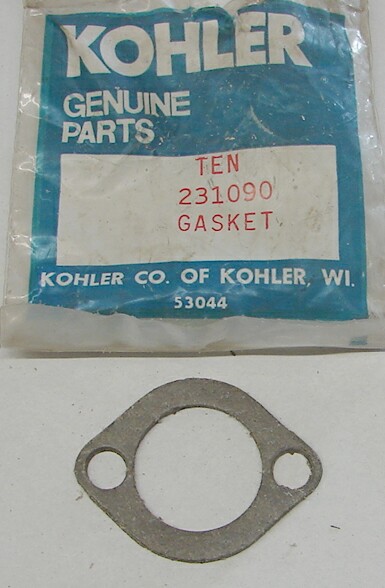 KOHLER
GENUINE
PARTS
TEN
231090
GASKET
KOHLER CO. OF KOHLER, WI.
53044